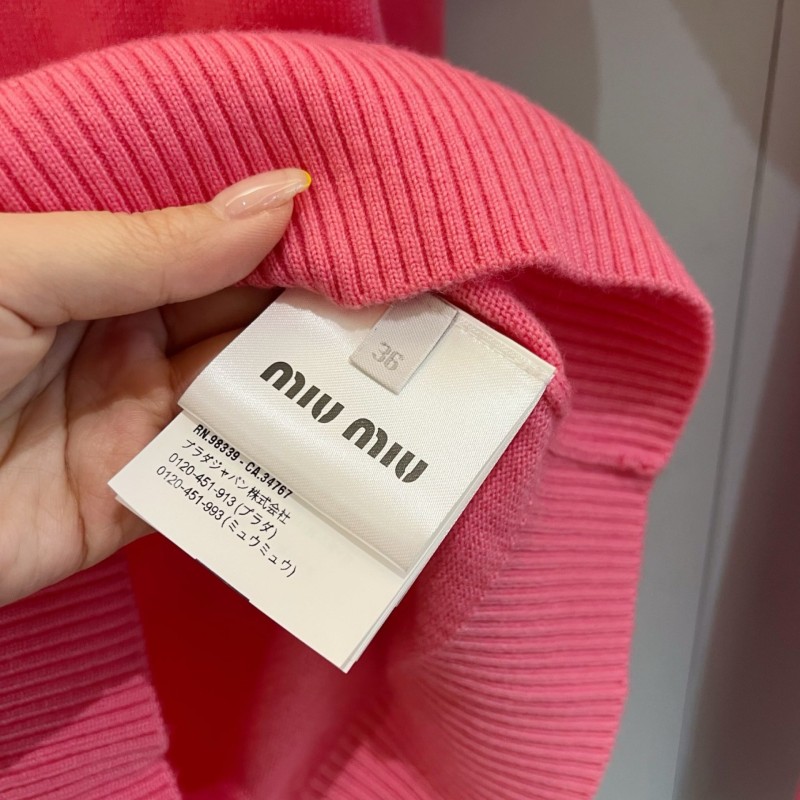 36
MIU MIU
RN.98339 - CA.34767
プラダジャパン株式会社
0120-451-913 (プラダ)
0120-451-993 (ミュウミュウ)